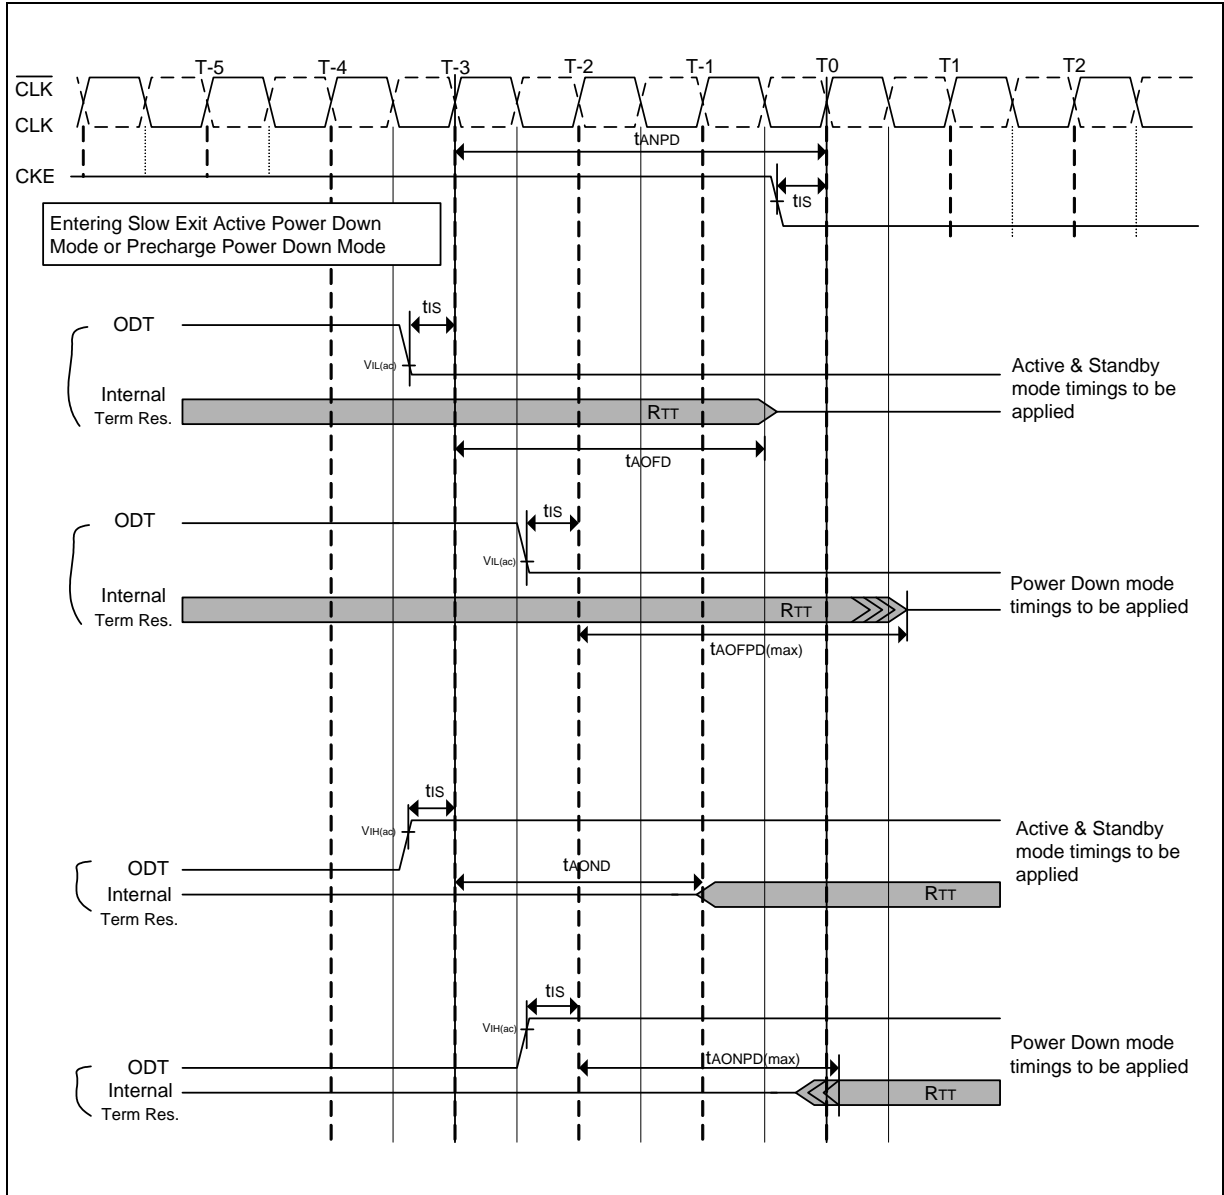 T-5 T-4 T-3 T-2 T-1 T0 T1 T2
CLK
CLK
tANPD
CKE
tIS
Entering Slow Exit Active Power Down
Mode or Precharge Power Down Mode
tIS
ODT
VIL(ac)
Active & Standby
mode timings to be
applied
Internal
Term Res.
RTT
tAOFD
tIS
ODT
VIL(ac)
Power Down mode
timings to be applied
Internal
Term Res.
RTT
tAOFPD(max)
tIS
VIH(ac)
Active & Standby
mode timings to be
applied
ODT
tAOND
Internal
Term Res.
RTT
tIS
VIH(ac)
Power Down mode
timings to be applied
ODT
tAONPD(max)
Internal
Term Res.
RTT